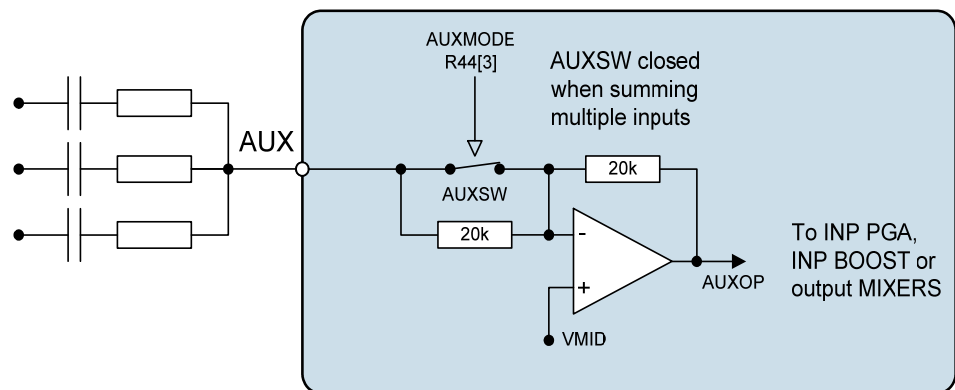 AUXMODE
R44[3]
AUXSW closed
when summing
multiple inputs
AUX
20k
AUXSW
20k
-
+
AUXOP
VMID
To INP PGA,
INP BOOST or
output MIXERS